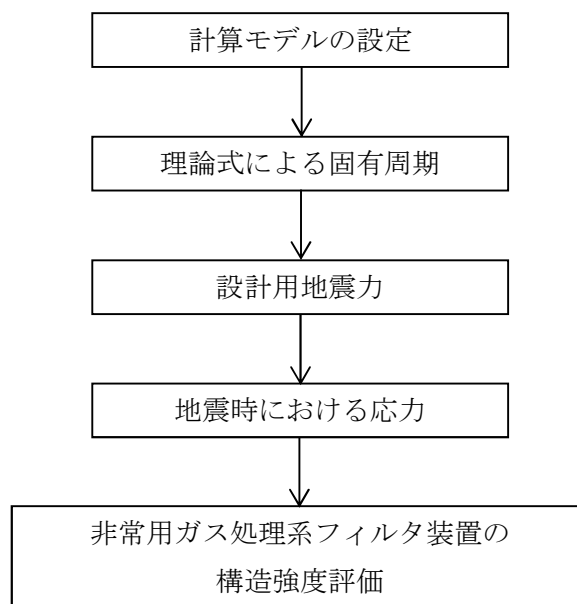 計算モデルの設定
理論式による固有周期
設計用地震力
地震時における応力
非常用ガス処理系フィルタ装置の
構造強度評価